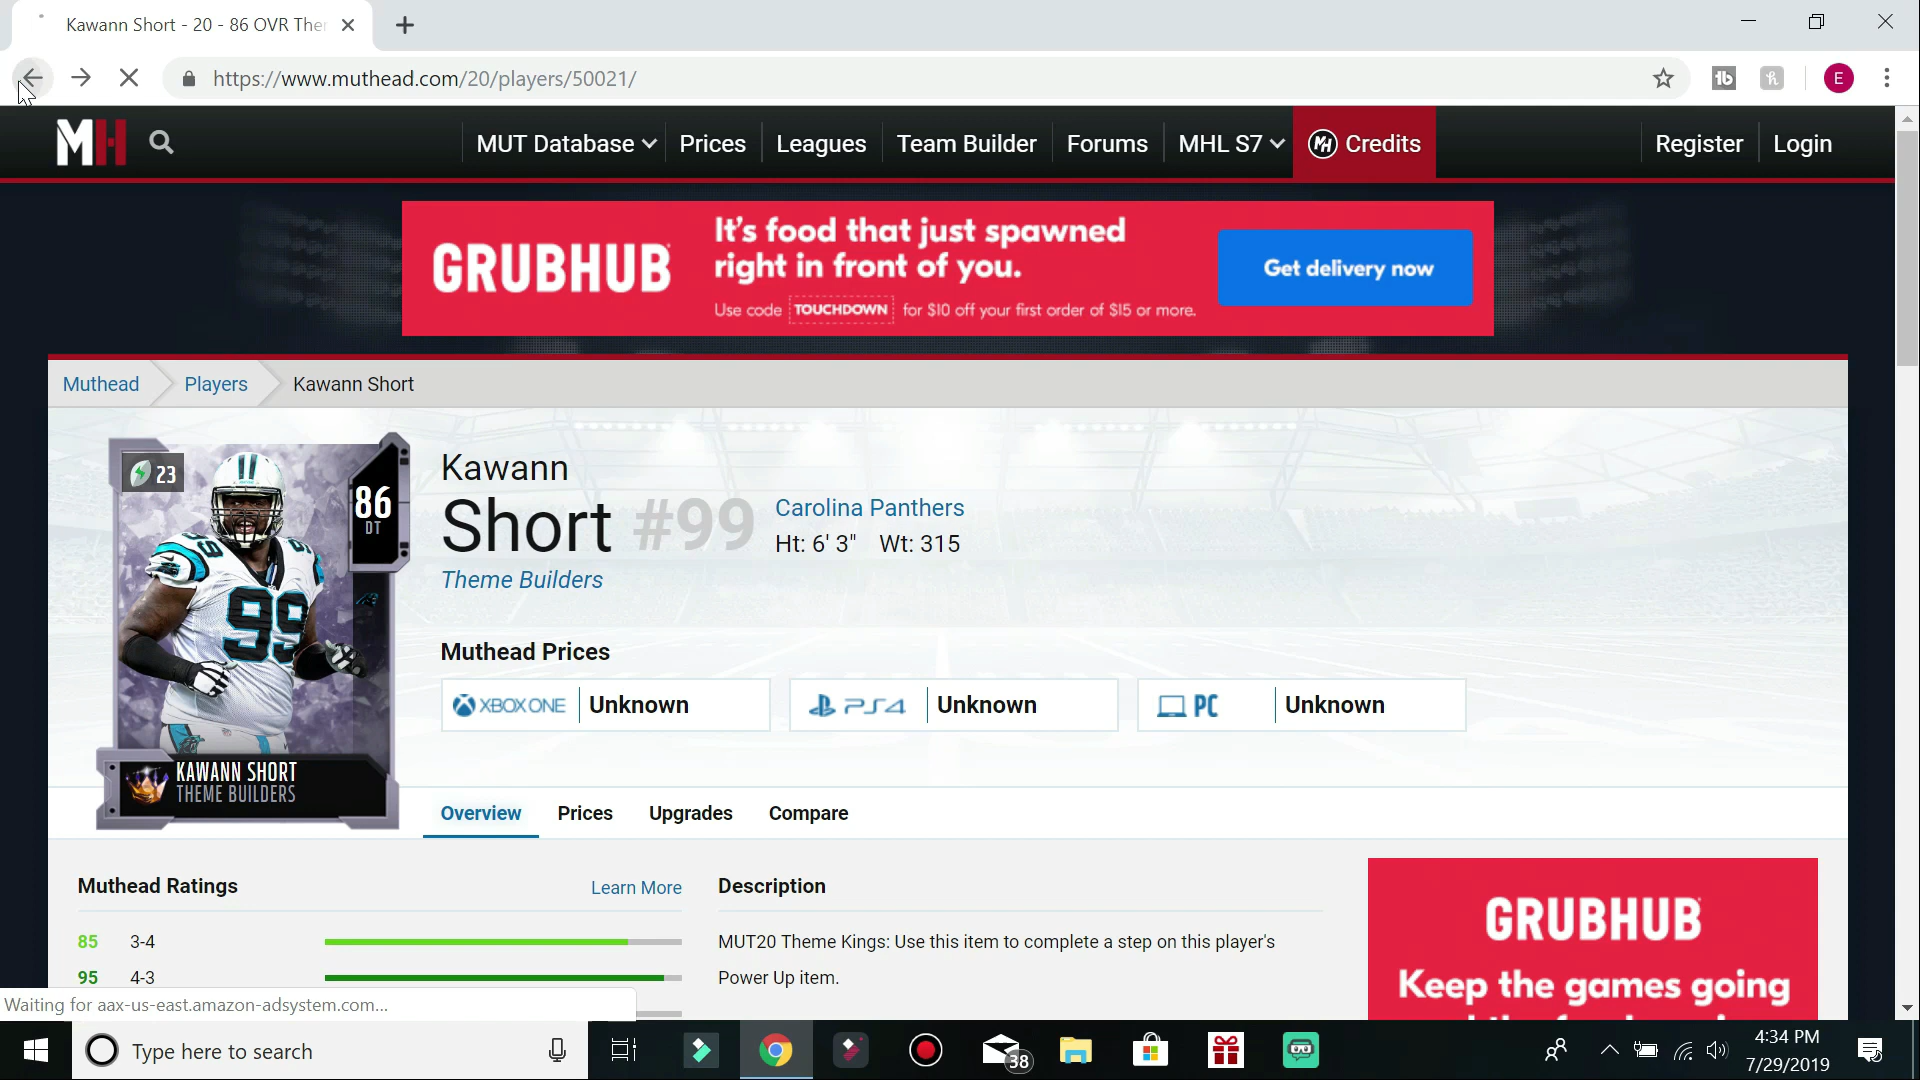 Kawann Short - 20 - 86 OVR Ther
https://www.muthead.com/20/players/50021/
E
MH
MUT Database
Prices
Leagues
Team Builder
Forums
MHL S7
Credits
Register
Login
GRUBHUB
It's food that just spawned
right in front of you.
Use code TOUCHDOWN for $10 off your first order of $15 or more.
Get delivery now
Muthead
Players
Kawann Short
23
86
DT
99
KAWANN SHORT
THEME BUILDERS
Kawann
Short #99
Carolina Panthers
Ht: 6' 3" Wt: 315
Theme Builders
Muthead Prices
XBOX ONE Unknown
PS4 Unknown
PC Unknown
Overview
Prices
Upgrades
Compare
Muthead Ratings
Learn More
85 3-4
95 4-3
Description
MUT20 Theme Kings: Use this item to complete a step on this player's
Power Up item.
GRUBHUB
Keep the games going
Waiting for aax-us-east.amazon-adsystem.com...
Type here to search
38
4:34 PM
7/29/2019